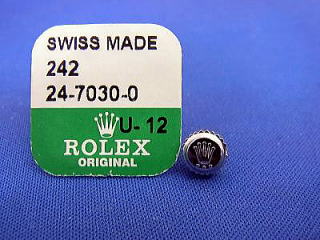 SWISS MADE
242
24-7030-0
U-12
ROLEX
ORIGINAL